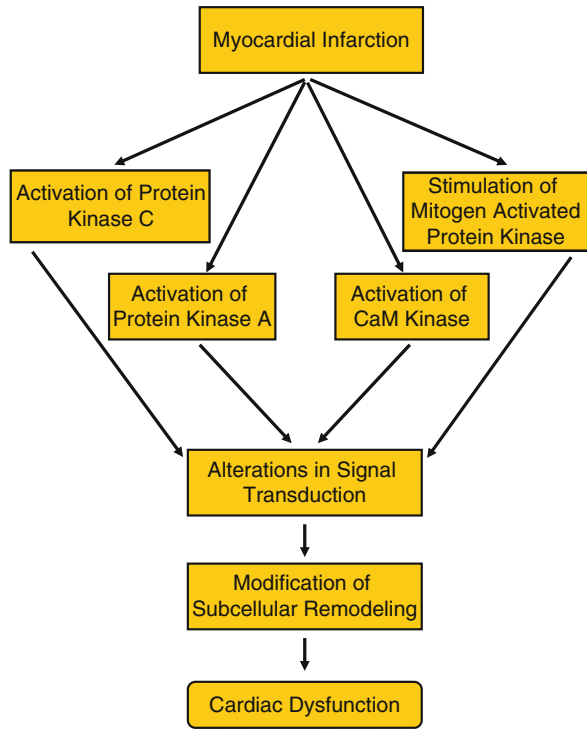 Myocardial Infarction
Activation of Protein
Kinase C
Stimulation of
Mitogen Activated
Protein Kinase
Activation of
Protein Kinase A
Activation of
CaM Kinase
Alterations in Signal
Transduction
Modification of
Subcellular Remodeling
Cardiac Dysfunction